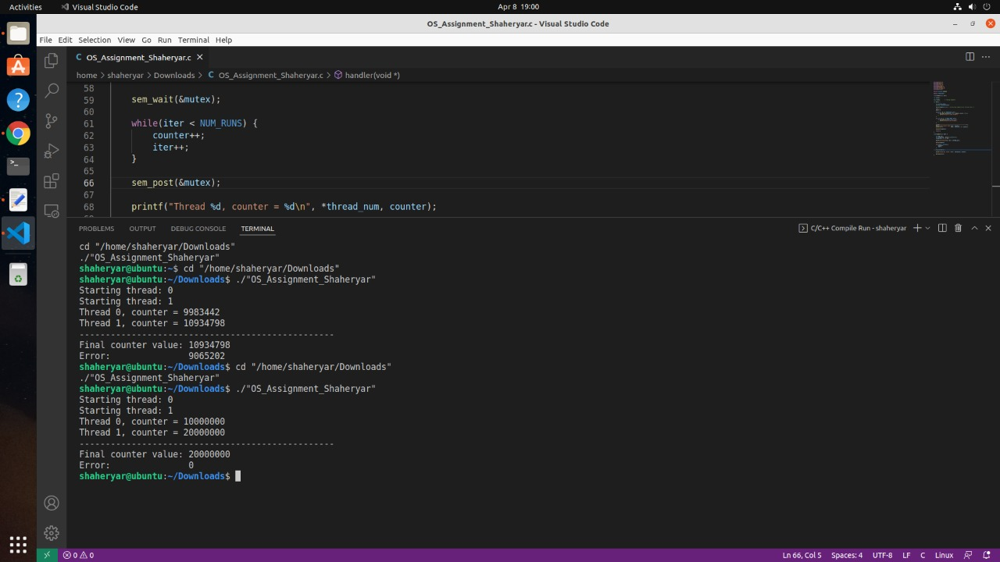 Activities
Visual Studio Code
Apr 8 19:00
OS_Assignment_Shaheryar.c - Visual Studio Code
File Edit Selection View Go Run Terminal Help
C OS_Assignment_Shaheryar.c
home > shaheryar > Downloads > C OS_Assignment_Shaheryar.c > handler(void *)
58
59 sem_wait(&mutex);
60
61 while(iter < NUM_RUNS) {
62 counter++;
63 iter++;
64 }
65
66 sem_post(&mutex);
67
68 printf("Thread %d, counter = %d\n", *thread_num, counter);
PROBLEMS OUTPUT DEBUG CONSOLE TERMINAL
C/C++ Compile Run - shaheryar
cd "/home/shaheryar/Downloads"
./"OS_Assignment_Shaheryar"
shaheryar@ubuntu:~$ cd "/home/shaheryar/Downloads"
shaheryar@ubuntu:~/Downloads$ ./"OS_Assignment_Shaheryar"
Starting thread: 0
Starting thread: 1
Thread 0, counter = 9983442
Thread 1, counter = 10934798
-------------------------------------------------
Final counter value: 10934798
Error: 9065202
shaheryar@ubuntu:~/Downloads$ cd "/home/shaheryar/Downloads"
./"OS_Assignment_Shaheryar"
shaheryar@ubuntu:~/Downloads$ ./"OS_Assignment_Shaheryar"
Starting thread: 0
Starting thread: 1
Thread 0, counter = 10000000
Thread 1, counter = 20000000
-------------------------------------------------
Final counter value: 20000000
Error: 0
shaheryar@ubuntu:~/Downloads$
0 0
Ln 66, Col 5 Spaces: 4 UTF-8 LF C Linux